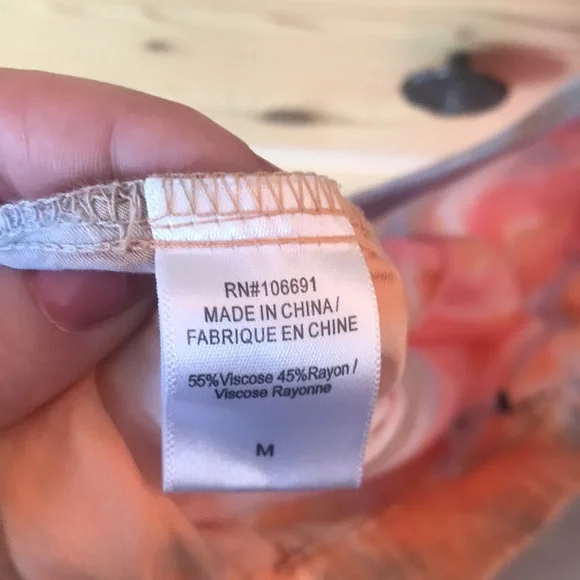 RN#106691
MADE IN CHINA/
FABRIQUE EN CHINE
55%Viscose 45%Rayon /
Viscose Rayonne
M